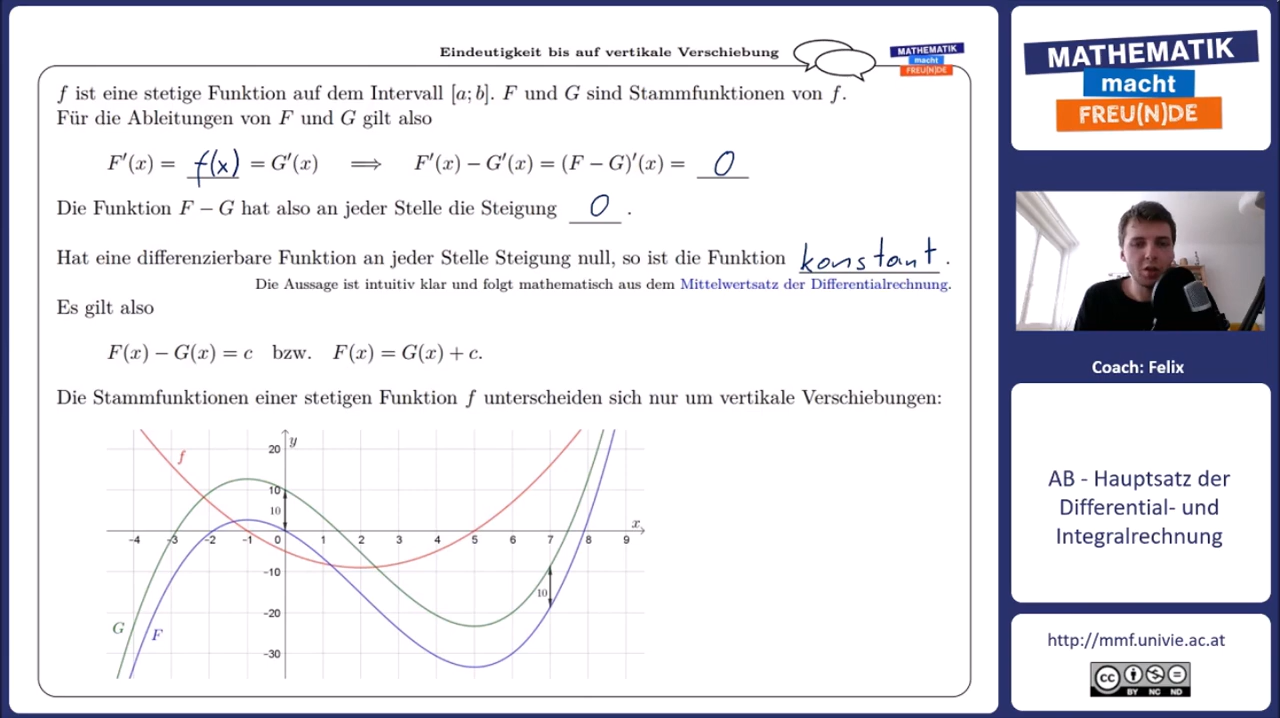 Eindeutigkeit bis auf vertikale Verschiebung
MATHEMATIK
macht
FREU(N)DE
f ist eine stetige Funktion auf dem Intervall [a; b]. F und G sind Stammfunktionen von f.
Für die Ableitungen von F und G gilt also
F′(x) = f(x) = G′(x) ⟹ F′(x) − G′(x) = (F − G)′(x) = 0
Die Funktion F − G hat also an jeder Stelle die Steigung 0 .
Hat eine differenzierbare Funktion an jeder Stelle Steigung null, so ist die Funktion konstant.
Die Aussage ist intuitiv klar und folgt mathematisch aus dem Mittelwertsatz der Differentialrechnung.
Es gilt also
F(x) − G(x) = c bzw. F(x) = G(x) + c.
Die Stammfunktionen einer stetigen Funktion f unterscheiden sich nur um vertikale Verschiebungen:
y
20
f
10
10
x
-4 -3 -2 -1 0 1 2 3 4 5 6 7 8 9
-10
10
-20
G
F
-30
MATHEMATIK
macht
FREU(N)DE
Coach: Felix
AB - Hauptsatz der
Differential- und
Integralrechnung
http://mmf.univie.ac.at
cc
BY NC ND